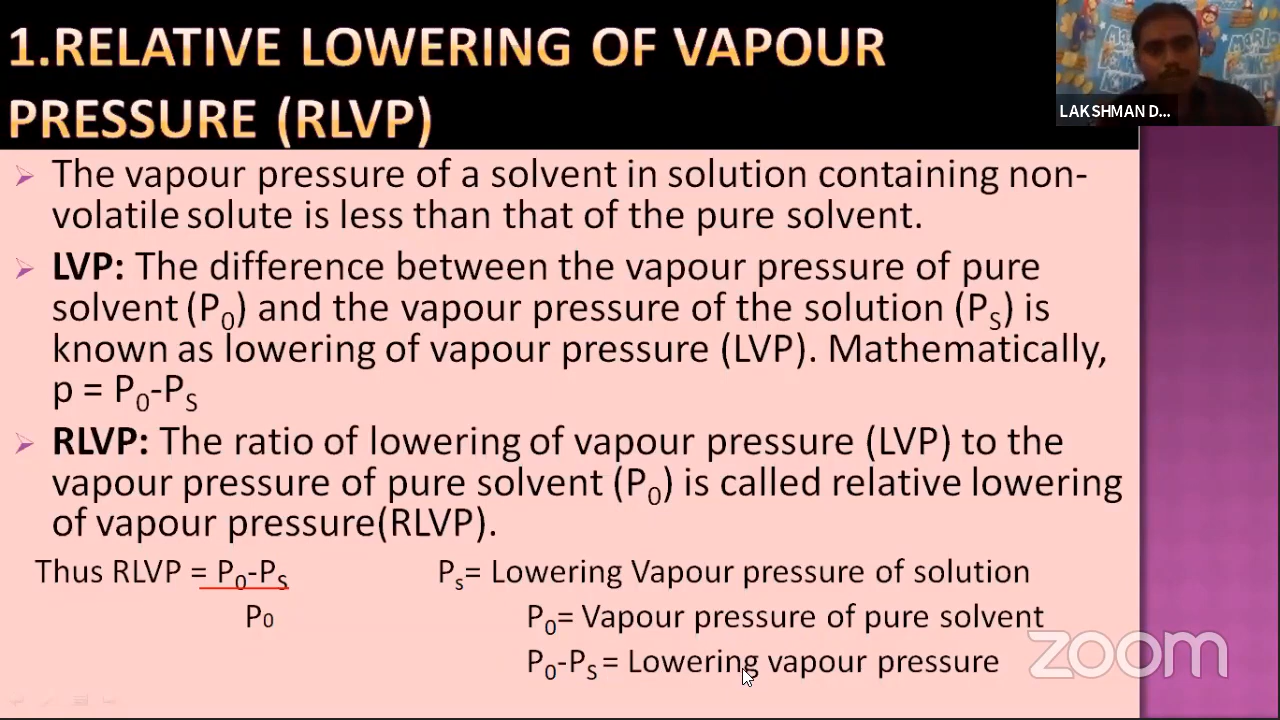 1.RELATIVE LOWERING OF VAPOUR
PRESSURE (RLVP)
LAKSHMAN D...
➢ The vapour pressure of a solvent in solution containing non-
volatile solute is less than that of the pure solvent.
➢ LVP: The difference between the vapour pressure of pure
solvent (P₀) and the vapour pressure of the solution (Pₛ) is
known as lowering of vapour pressure (LVP). Mathematically,
p = P₀-Pₛ
➢ RLVP: The ratio of lowering of vapour pressure (LVP) to the
vapour pressure of pure solvent (P₀) is called relative lowering
of vapour pressure(RLVP).
Thus RLVP = P₀-Pₛ Pₛ= Lowering Vapour pressure of solution
P₀ P₀= Vapour pressure of pure solvent
P₀-Pₛ = Lowering vapour pressure
zoom